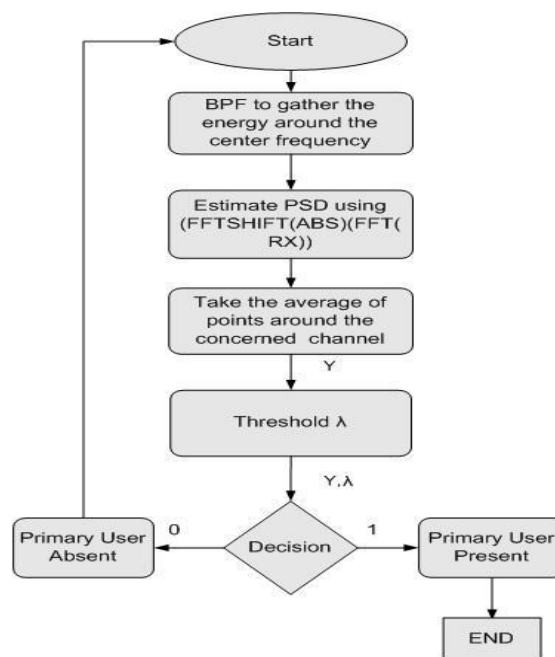 Start
BPF to gather the
energy around the
center frequency
Estimate PSD using
(FFTSHIFT(ABS)(FFT(
RX))
Take the average of
points around the
concerned channel
Y
Threshold λ
Y,λ
Decision
0
1
Primary User
Absent
Primary User
Present
END